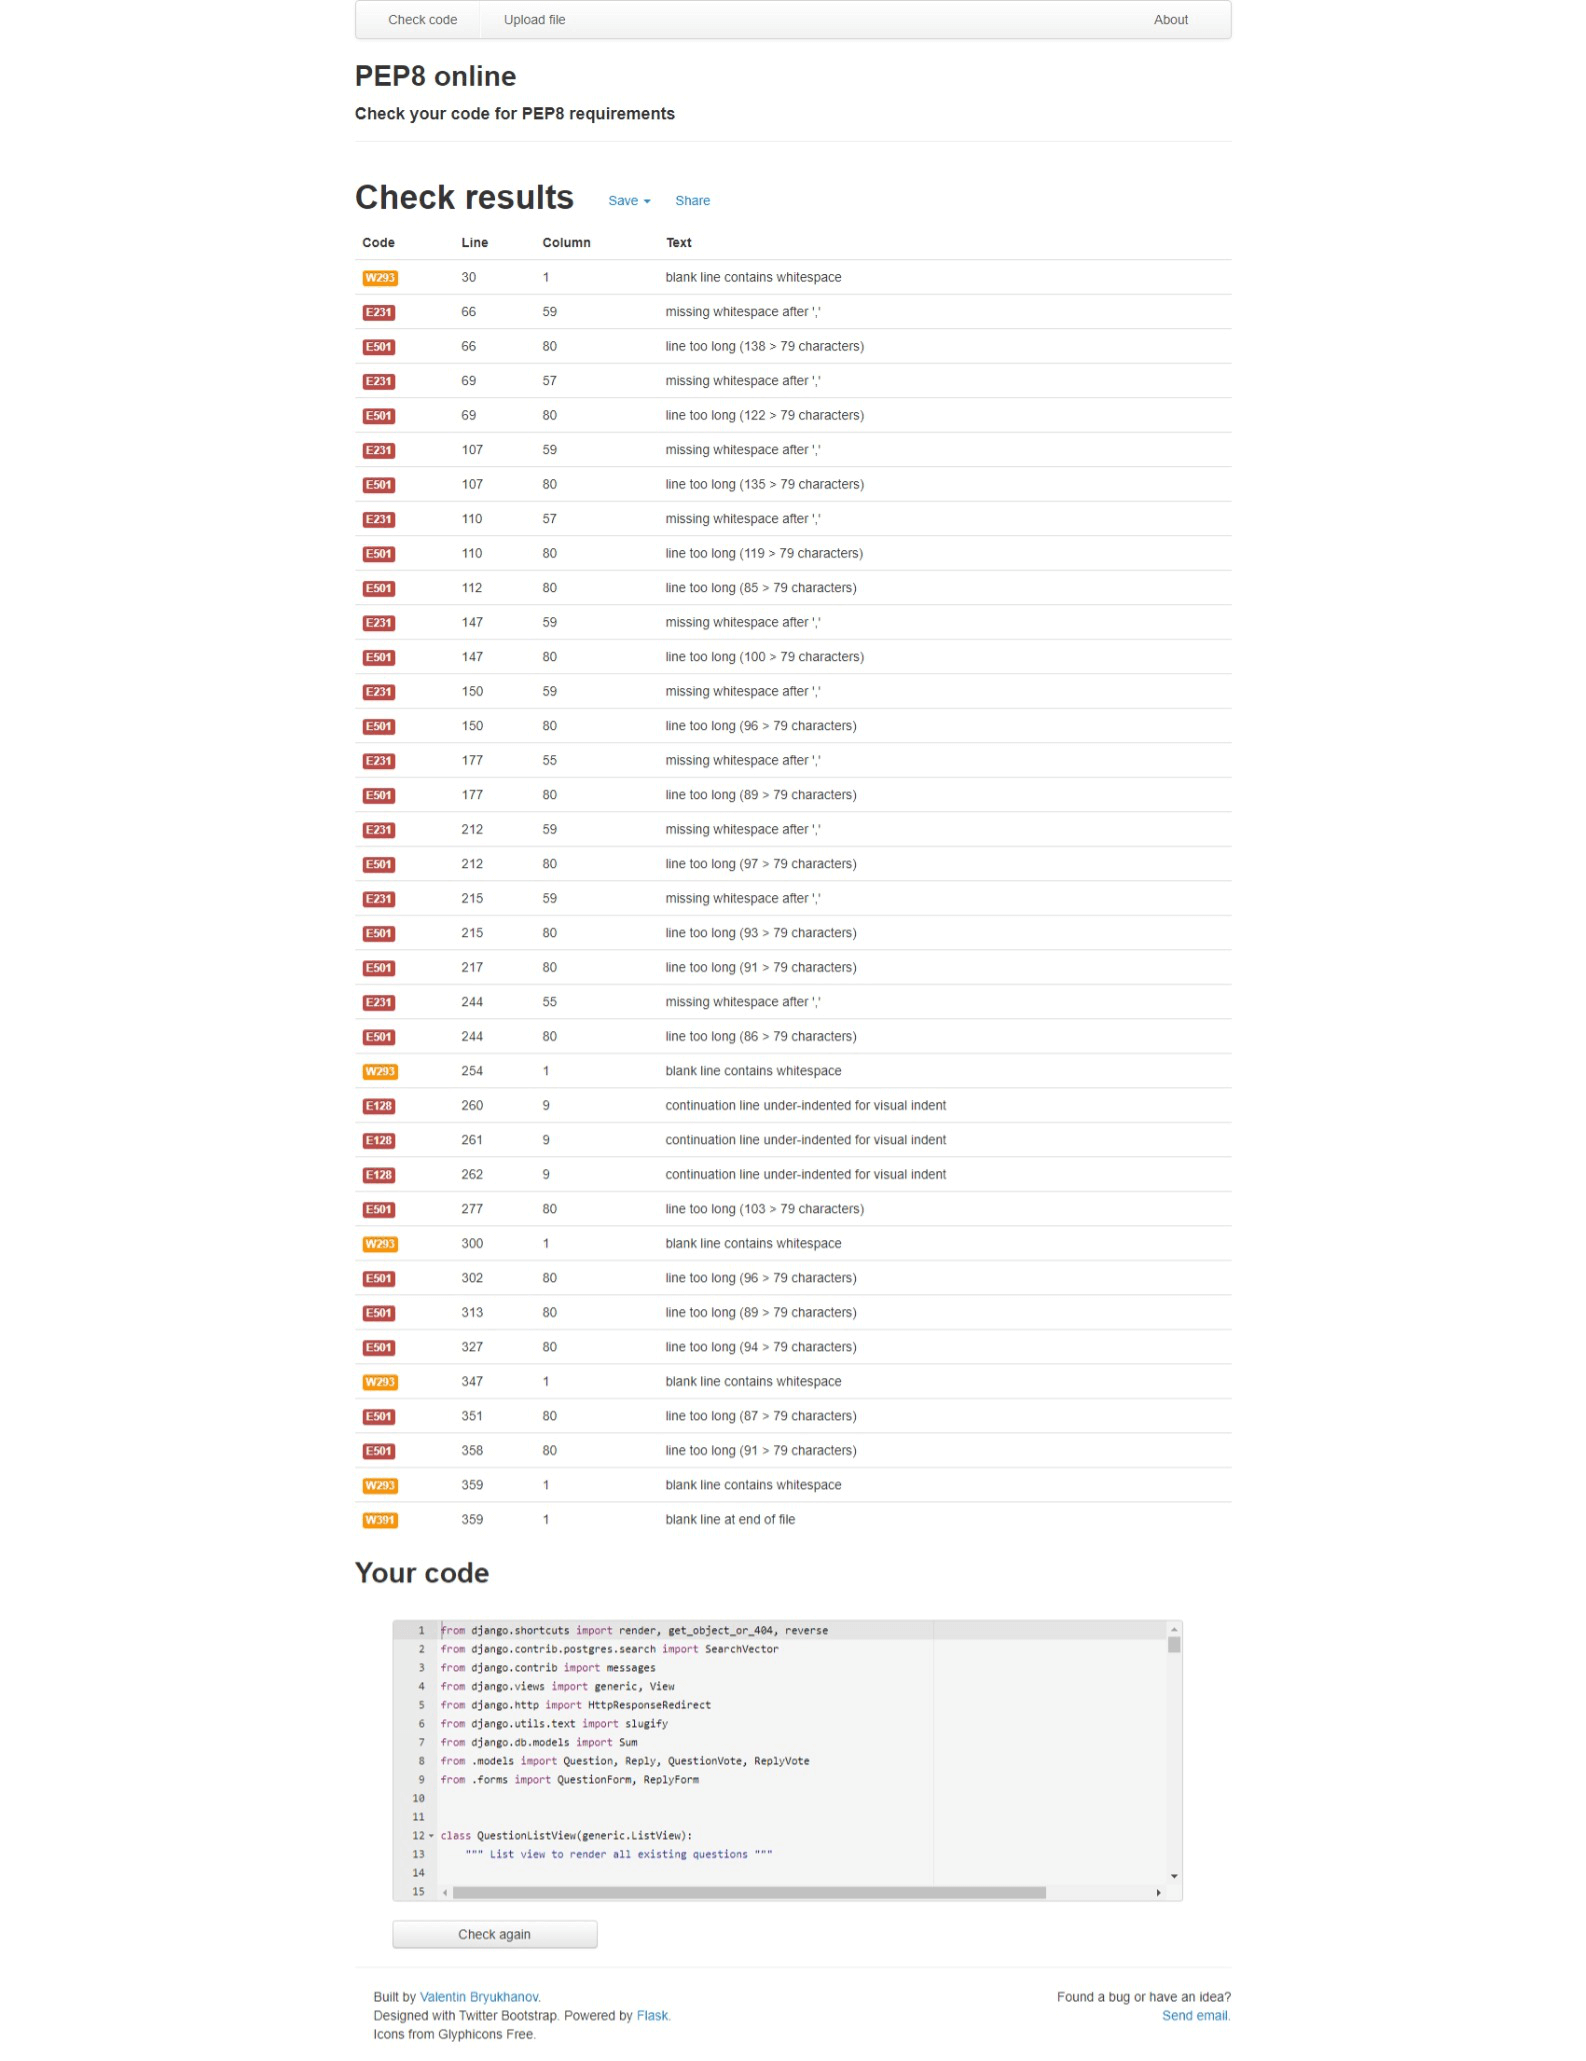 Check code Upload file About
PEP8 online
Check your code for PEP8 requirements
Check results Save Share
Code Line Column Text
W293 30 1 blank line contains whitespace
E231 66 59 missing whitespace after ','
E501 66 80 line too long (138 > 79 characters)
E231 69 57 missing whitespace after ','
E501 69 80 line too long (122 > 79 characters)
E231 107 59 missing whitespace after ','
E501 107 80 line too long (135 > 79 characters)
E231 110 57 missing whitespace after ','
E501 110 80 line too long (119 > 79 characters)
E501 112 80 line too long (85 > 79 characters)
E231 147 59 missing whitespace after ','
E501 147 80 line too long (100 > 79 characters)
E231 150 59 missing whitespace after ','
E501 150 80 line too long (96 > 79 characters)
E231 177 55 missing whitespace after ','
E501 177 80 line too long (89 > 79 characters)
E231 212 59 missing whitespace after ','
E501 212 80 line too long (97 > 79 characters)
E231 215 59 missing whitespace after ','
E501 215 80 line too long (93 > 79 characters)
E501 217 80 line too long (91 > 79 characters)
E231 244 55 missing whitespace after ','
E501 244 80 line too long (86 > 79 characters)
W293 254 1 blank line contains whitespace
E128 260 9 continuation line under-indented for visual indent
E128 261 9 continuation line under-indented for visual indent
E128 262 9 continuation line under-indented for visual indent
E501 277 80 line too long (103 > 79 characters)
W293 300 1 blank line contains whitespace
E501 302 80 line too long (96 > 79 characters)
E501 313 80 line too long (89 > 79 characters)
E501 327 80 line too long (94 > 79 characters)
W293 347 1 blank line contains whitespace
E501 351 80 line too long (87 > 79 characters)
E501 358 80 line too long (91 > 79 characters)
W293 359 1 blank line contains whitespace
W391 359 1 blank line at end of file
Your code
1 from django.shortcuts import render, get_object_or_404, reverse
2 from django.contrib.postgres.search import SearchVector
3 from django.contrib import messages
4 from django.views import generic, View
5 from django.http import HttpResponseRedirect
6 from django.utils.text import slugify
7 from django.db.models import Sum
8 from .models import Question, Reply, QuestionVote, ReplyVote
9 from .forms import QuestionForm, ReplyForm
10
11
12 class QuestionListView(generic.ListView):
13 """ List view to render all existing questions """
14
15
Check again
Built by Valentin Bryukhanov. Found a bug or have an idea?
Designed with Twitter Bootstrap. Powered by Flask. Send email.
Icons from Glyphicons Free.